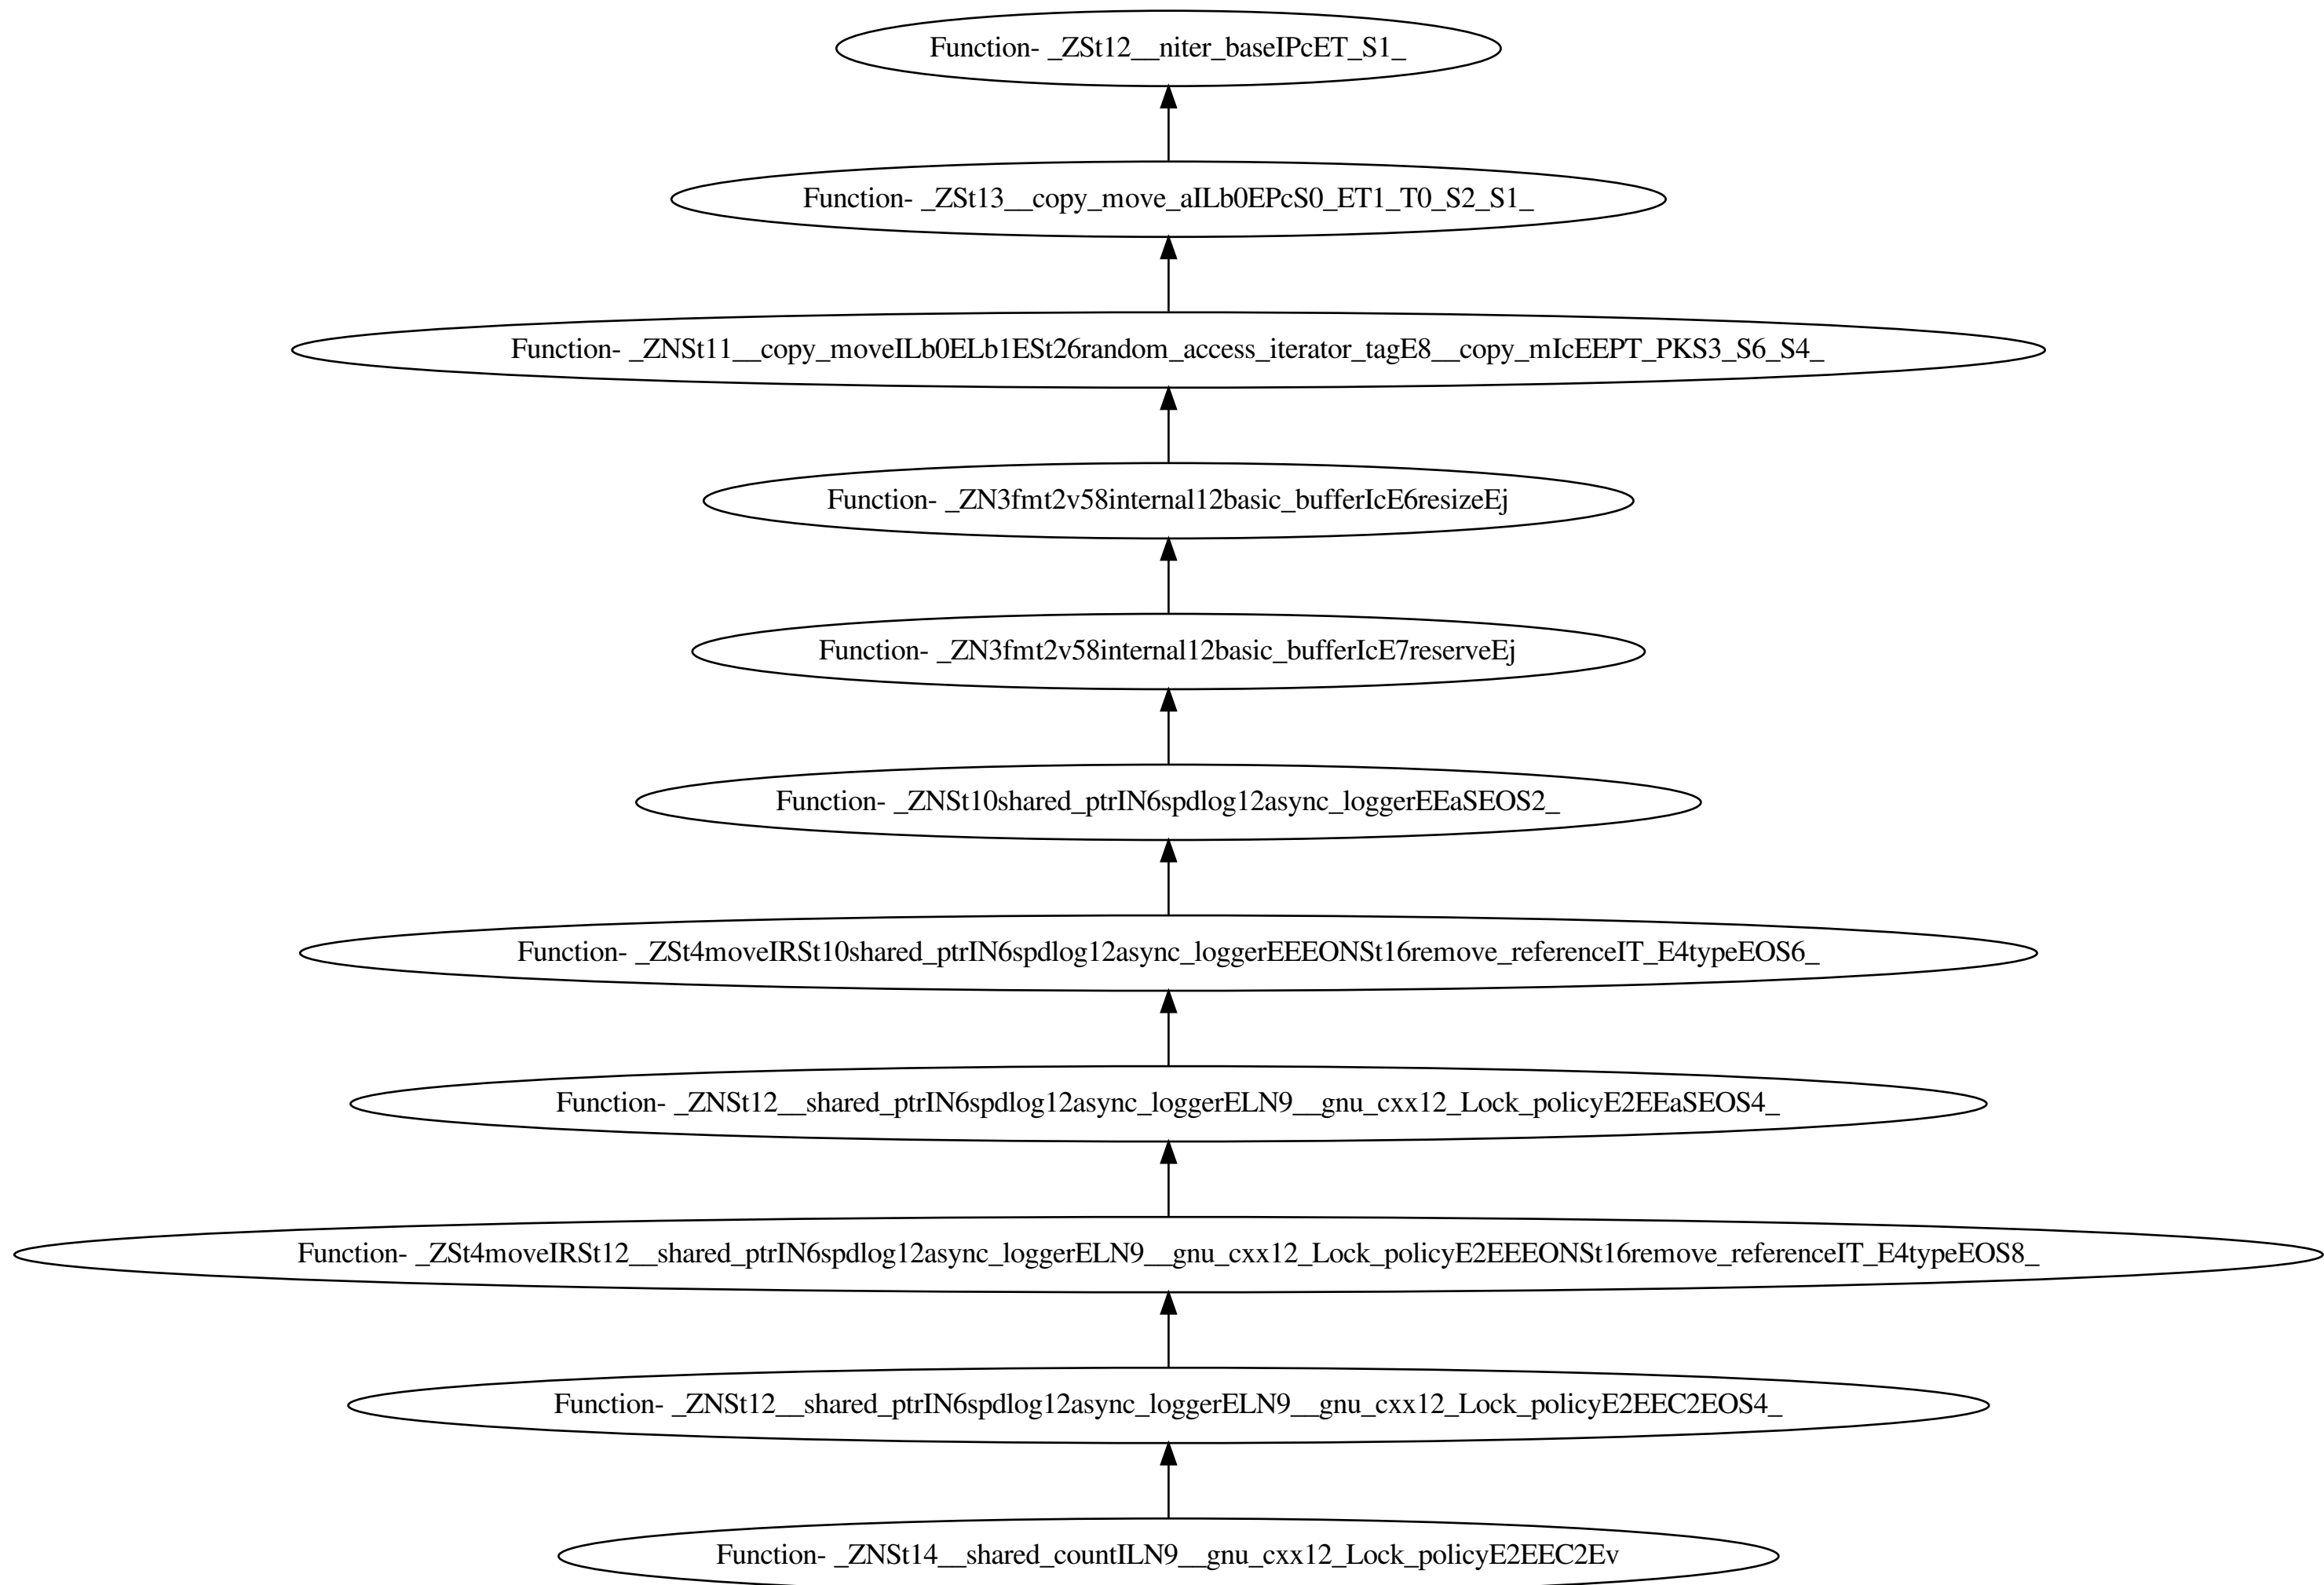 Function- _ZSt12__niter_baseIPcET_S1_
Function- _ZSt13__copy_move_aILb0EPcS0_ET1_T0_S2_S1_
Function- _ZNSt11__copy_moveILb0ELb1ESt26random_access_iterator_tagE8__copy_mIcEEPT_PKS3_S6_S4_
Function- _ZN3fmt2v58internal12basic_bufferIcE6resizeEj
Function- _ZN3fmt2v58internal12basic_bufferIcE7reserveEj
Function- _ZNSt10shared_ptrIN6spdlog12async_loggerEEaSEOS2_
Function- _ZSt4moveIRSt10shared_ptrIN6spdlog12async_loggerEEEONSt16remove_referenceIT_E4typeEOS6_
Function- _ZNSt12__shared_ptrIN6spdlog12async_loggerELN9__gnu_cxx12_Lock_policyE2EEaSEOS4_
Function- _ZSt4moveIRSt12__shared_ptrIN6spdlog12async_loggerELN9__gnu_cxx12_Lock_policyE2EEEONSt16remove_referenceIT_E4typeEOS8_
Function- _ZNSt12__shared_ptrIN6spdlog12async_loggerELN9__gnu_cxx12_Lock_policyE2EEC2EOS4_
Function- _ZNSt14__shared_countILN9__gnu_cxx12_Lock_policyE2EEC2Ev